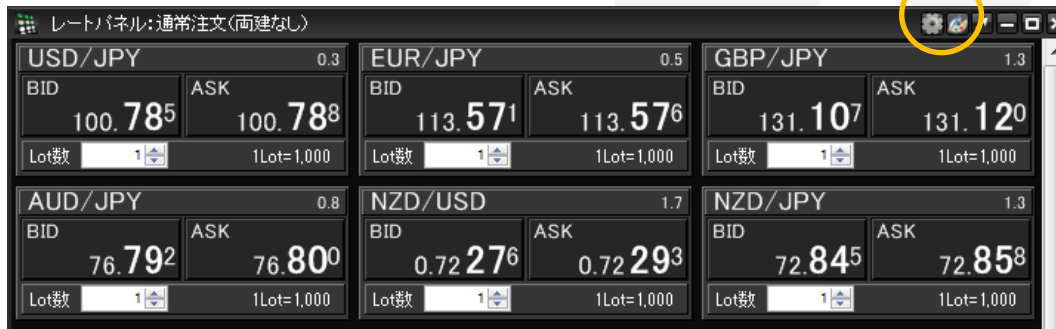 レートパネル:通常注文(両建なし)
USD/JPY 0.3
BID ASK
100.785 100.788
Lot数 1 1Lot=1,000
EUR/JPY 0.5
BID ASK
113.571 113.576
Lot数 1 1Lot=1,000
GBP/JPY 1.3
BID ASK
131.107 131.120
Lot数 1 1Lot=1,000
AUD/JPY 0.8
BID ASK
76.792 76.800
Lot数 1 1Lot=1,000
NZD/USD 1.7
BID ASK
0.72276 0.72293
Lot数 1 1Lot=1,000
NZD/JPY 1.3
BID ASK
72.845 72.858
Lot数 1 1Lot=1,000